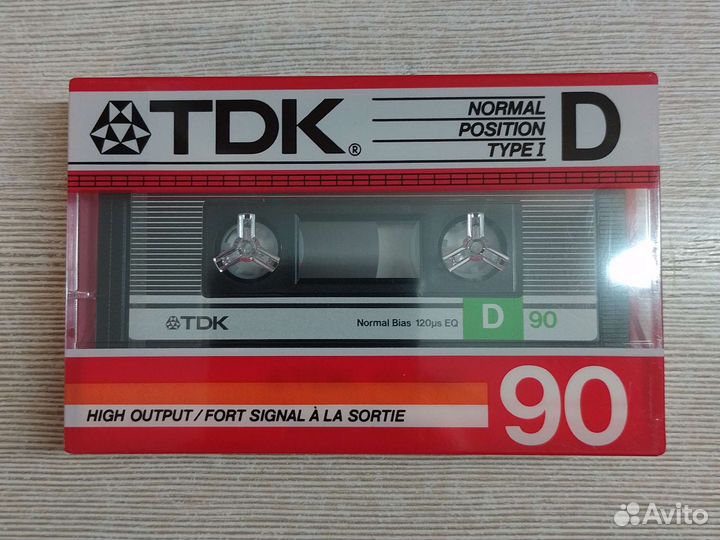 TDK®
NORMAL
POSITION
TYPE I
D
TDK
Normal Bias 120µs EQ
D
90
HIGH OUTPUT/FORT SIGNAL À LA SORTIE
90
Avito